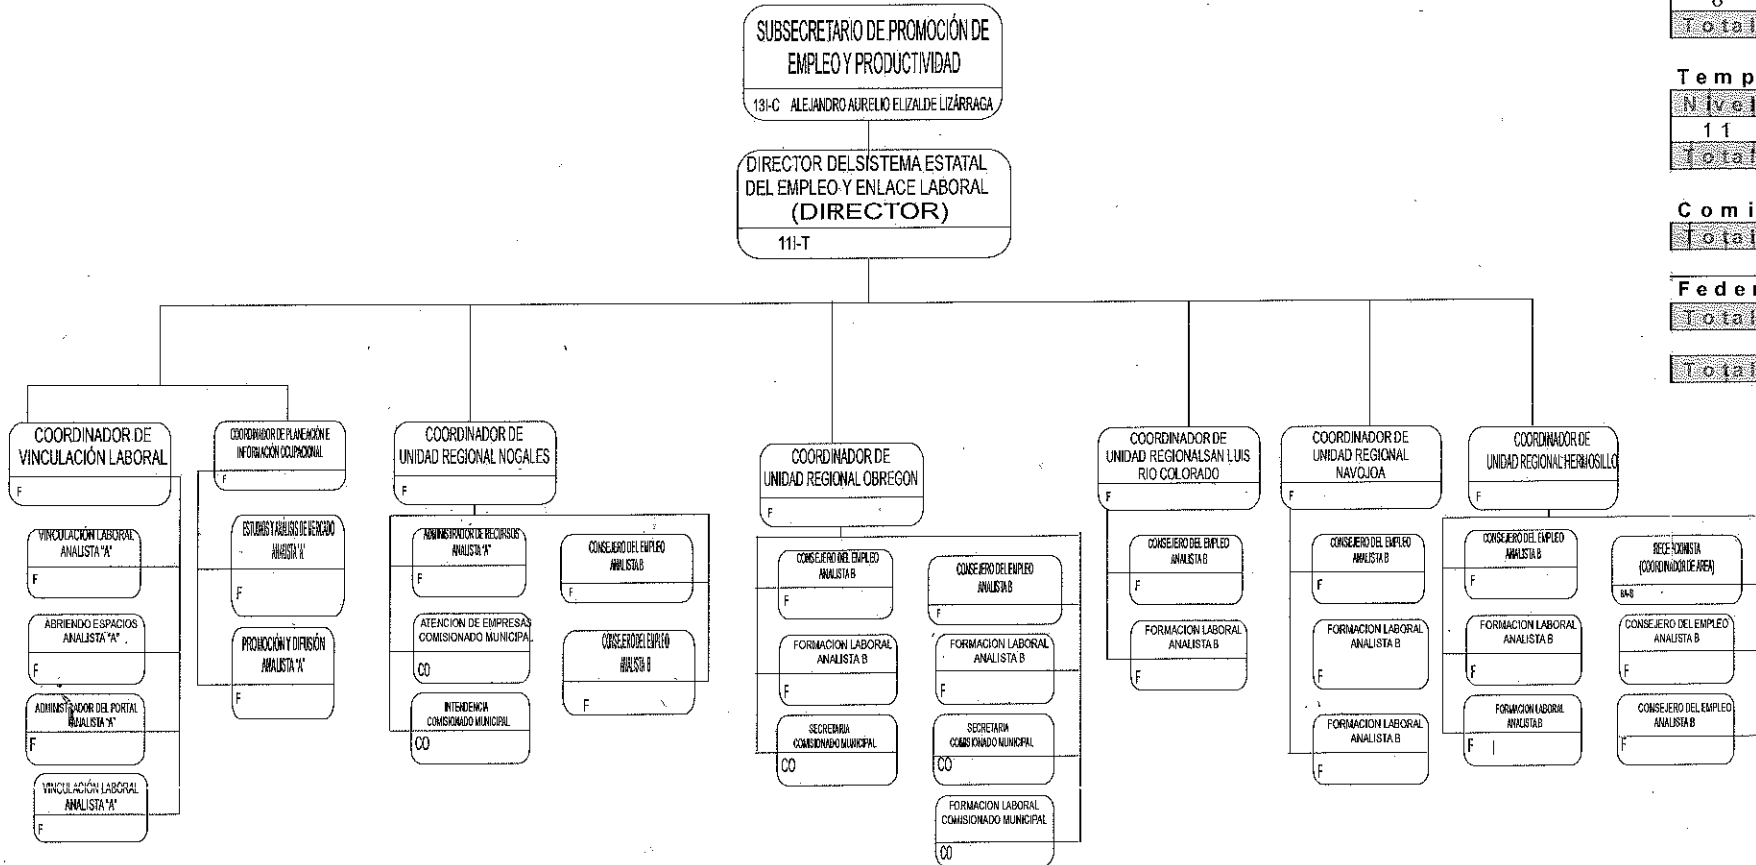 SUBSECRETARIO DE PROMOCIÓN DE
EMPLEO Y PRODUCTIVIDAD
13I-C ALEJANDRO AURELIO ELIZALDE LIZÁRRAGA
DIRECTOR DELSISTEMA ESTATAL
DEL EMPLEO Y ENLACE LABORAL
(DIRECTOR)
11I-T
Total
Temp
Nivel
11
Total
Comi
Total
Feder
Total
Total
COORDINADOR DE
VINCULACIÓN LABORAL
F
VINCULACIÓN LABORAL
ANALISTA "A"
F
ABRIENDO ESPACIOS
ANALISTA "A"
F
ADMINISTRADOR DEL PORTAL
ANALISTA "A"
F
VINCULACIÓN LABORAL
ANALISTA "A"
F
COORDINADOR DE PLANEACIÓN E
INFORMACIÓN OCUPACIONAL
F
ESTUDIOS Y ANALISIS DE MERCADO
ANALISTA "A"
F
PROMOCIÓN Y DIFUSIÓN
ANALISTA "A"
F
COORDINADOR DE
UNIDAD REGIONAL NOGALES
F
ADMINISTRADOR DE RECURSOS
ANALISTA "A"
F
ATENCION DE EMPRESAS
COMISIONADO MUNICIPAL
CO
INTENDENCIA
COMISIONADO MUNICIPAL
CO
CONSEJERO DEL EMPLEO
ANALISTA B
F
CONSEJERO DEL EMPLEO
ANALISTA B
F
COORDINADOR DE
UNIDAD REGIONAL OBREGON
F
CONSEJERO DEL EMPLEO
ANALISTA B
F
FORMACION LABORAL
ANALISTA B
F
SECRETARIA
COMISIONADO MUNICIPAL
CO
CONSEJERO DEL EMPLEO
ANALISTA B
F
FORMACION LABORAL
ANALISTA B
F
SECRETARIA
COMISIONADO MUNICIPAL
CO
FORMACION LABORAL
COMISIONADO MUNICIPAL
CO
COORDINADOR DE
UNIDAD REGIONALSAN LUIS
RIO COLORADO
F
CONSEJERO DEL EMPLEO
ANALISTA B
F
FORMACION LABORAL
ANALISTA B
F
COORDINADOR DE
UNIDAD REGIONAL
NAVOJOA
F
CONSEJERO DEL EMPLEO
ANALISTA B
F
FORMACION LABORAL
ANALISTA B
F
FORMACION LABORAL
ANALISTA B
F
COORDINADOR DE
UNIDAD REGIONAL HERMOSILLO
F
CONSEJERO DEL EMPLEO
ANALISTA B
F
FORMACION LABORAL
ANALISTA B
F
FORMACION LABORAL
ANALISTA B
F
RECEPCIONISTA
(COORDINADOR DE AREA)
CONSEJERO DEL EMPLEO
ANALISTA B
F
CONSEJERO DEL EMPLEO
ANALISTA B
F